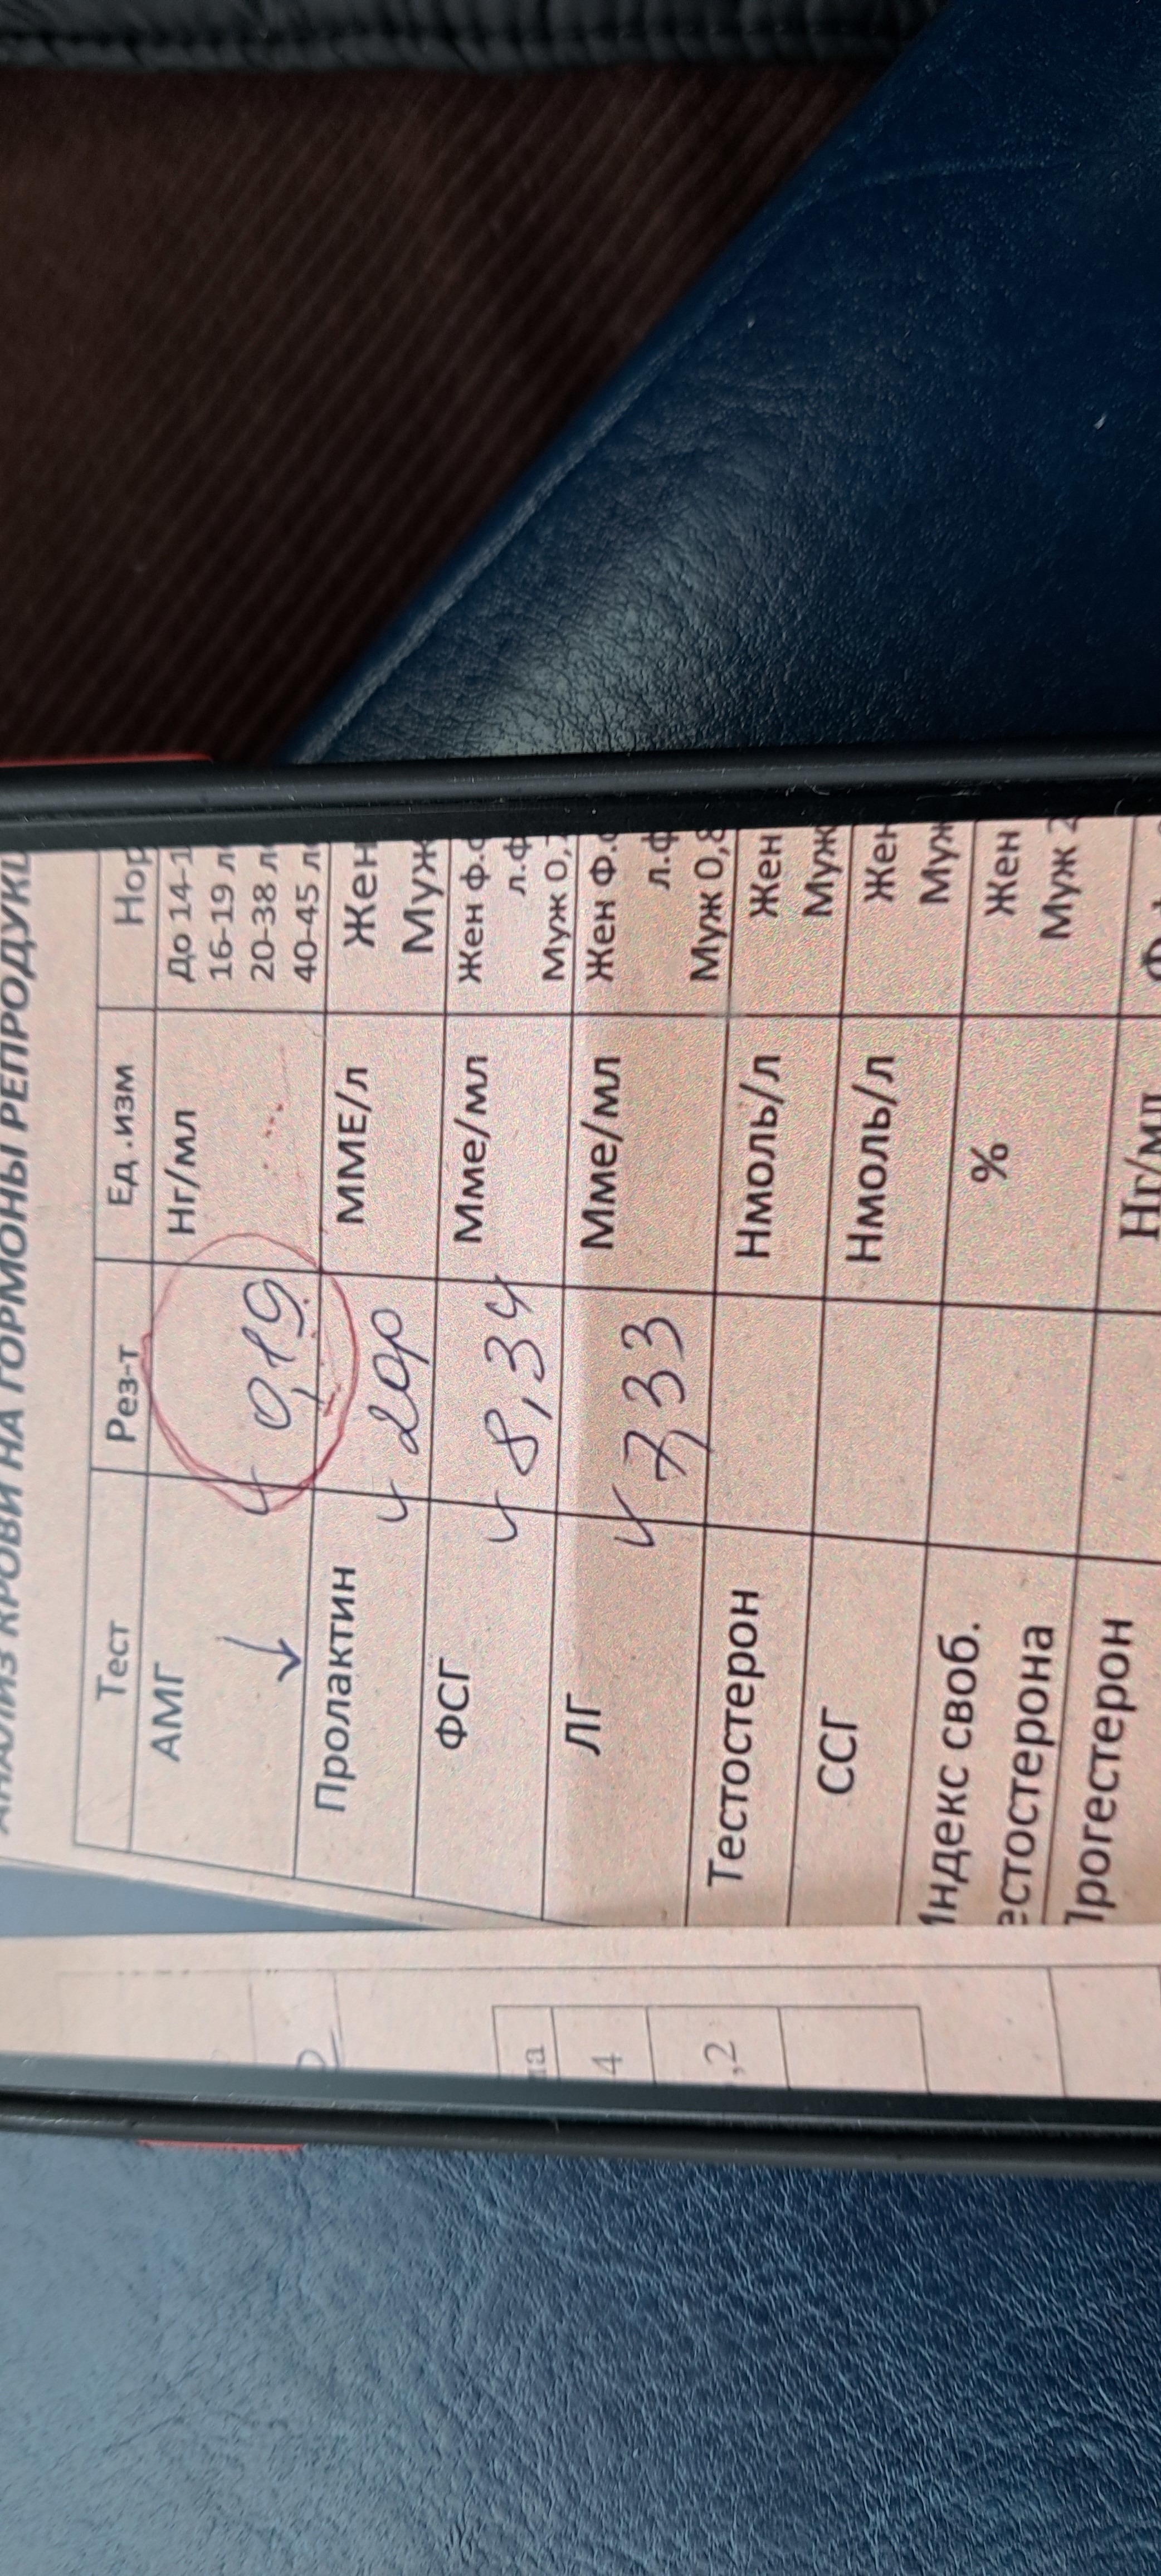 АНАЛИЗ КРОВИ НА ГОРМОНЫ РЕПРОДУКЦ
Тест Рез-т Ед.изм Нор
АМГ 0,19 Нг/мл До 14-1
16-19 л
20-38 л
40-45 л
Пролактин ММЕ/л Жен
Муж
ФСГ 8,34 Мме/мл Жен ф.ф
л.ф
Муж 0,
ЛГ 7,33 Мме/мл Жен Ф.ф
л.ф
Муж 0,8
Тестостерон Нмоль/л Жен
Муж
ССГ Нмоль/л Жен
Муж
Индекс своб. % Жен
естостерона Муж 2
Прогестерон Нг/мл Ф
на
4
,2